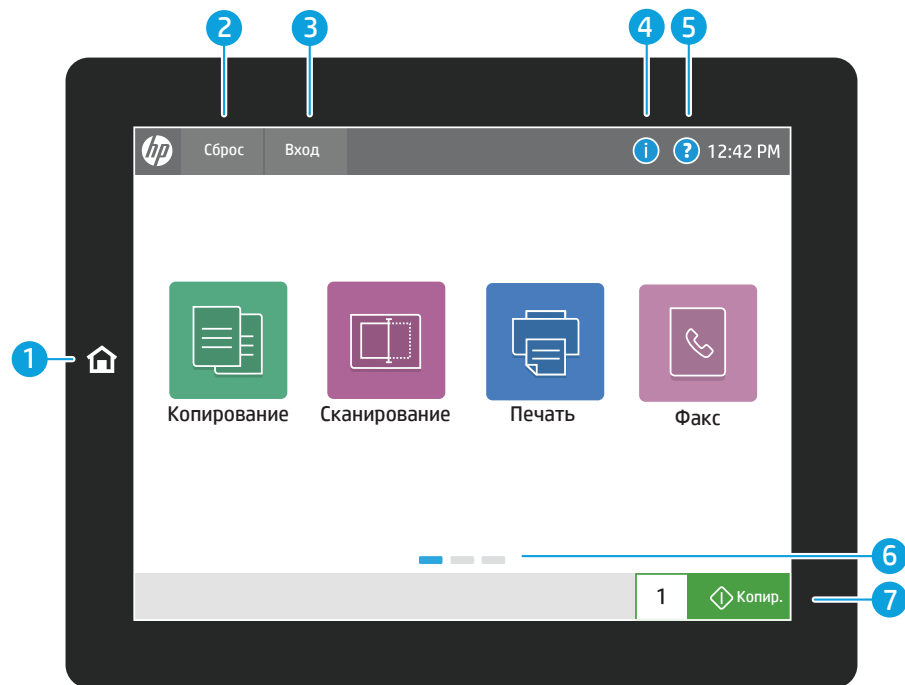 2 3 4 5
hp Сброс Вход i ? 12:42 PM
1
Копирование Сканирование Печать Факс
6
1 Копир. 7